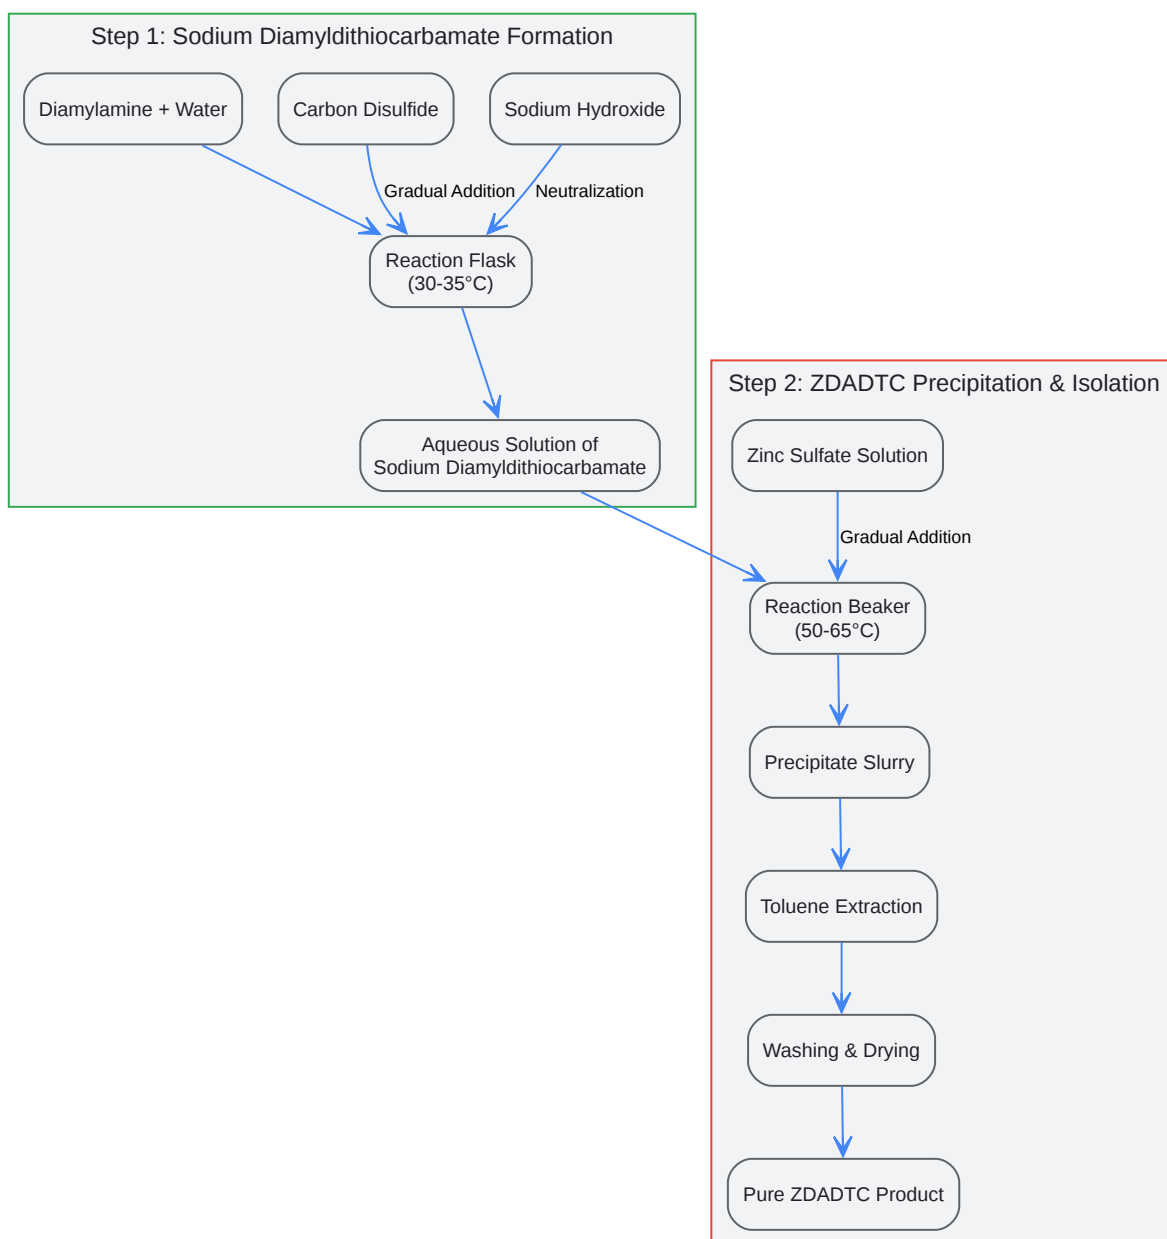 Step 1: Sodium Diamyldithiocarbamate Formation
Diamylamine + Water
Carbon Disulfide
Sodium Hydroxide
Gradual Addition
Neutralization
Reaction Flask
(30-35°C)
Aqueous Solution of
Sodium Diamyldithiocarbamate
Step 2: ZDADTC Precipitation & Isolation
Zinc Sulfate Solution
Gradual Addition
Reaction Beaker
(50-65°C)
Precipitate Slurry
Toluene Extraction
Washing & Drying
Pure ZDADTC Product